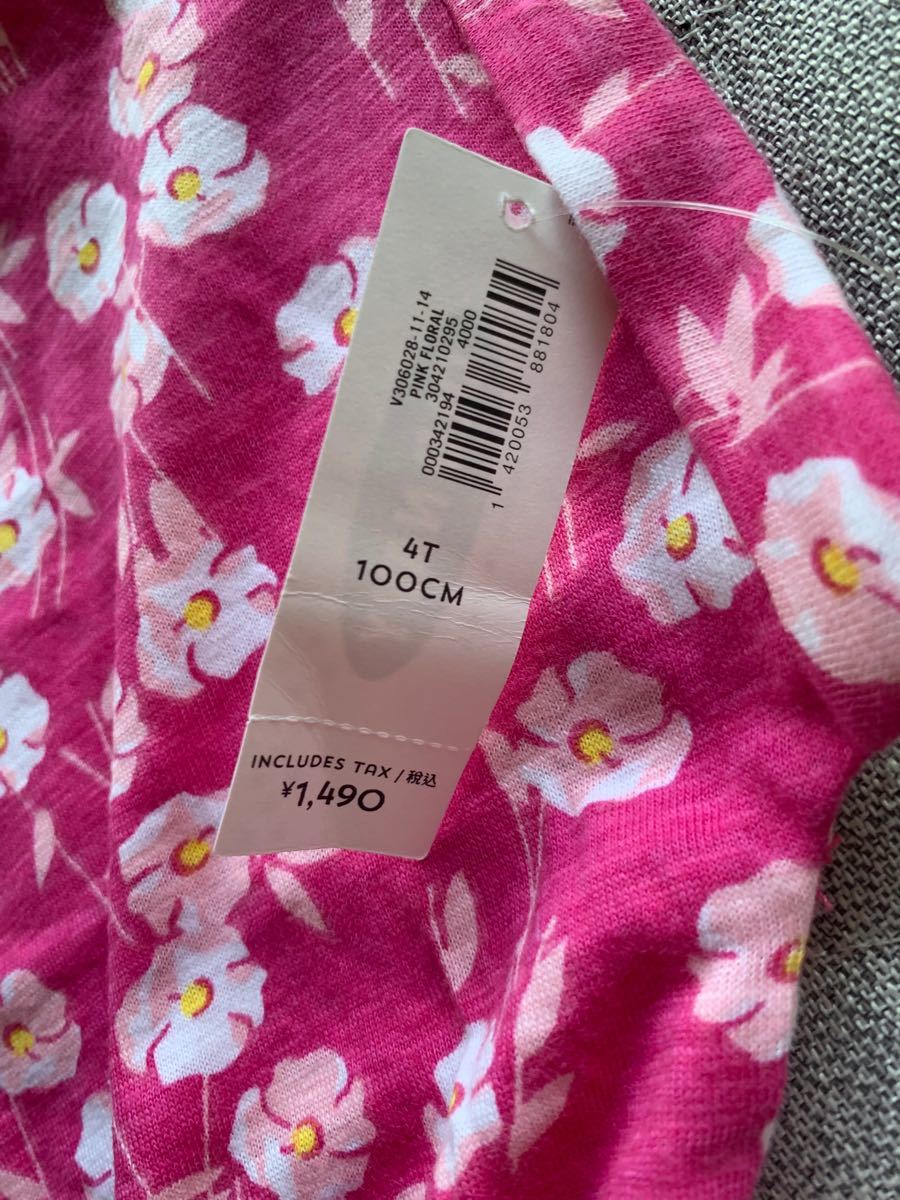 V306028-11-14
PINK FLORAL
304210295
4000
000342194
1 420053 881804
4T
100CM
INCLUDES TAX/税込
¥1,490